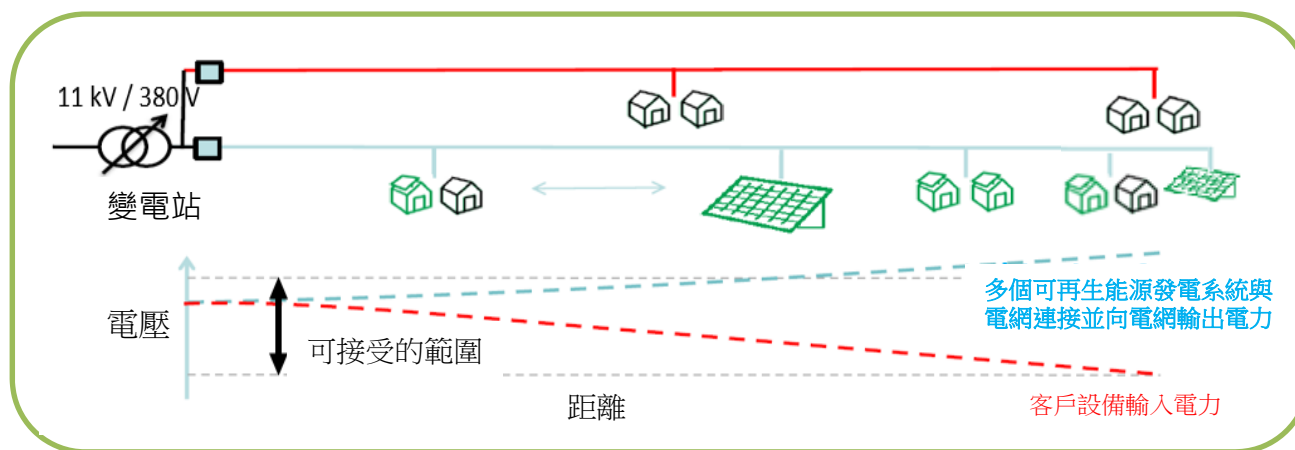 11 kV / 380 V
變電站
電壓
可接受的範圍
多個可再生能源發電系統與
電網連接並向電網輸出電力
距離
客戶設備輸入電力